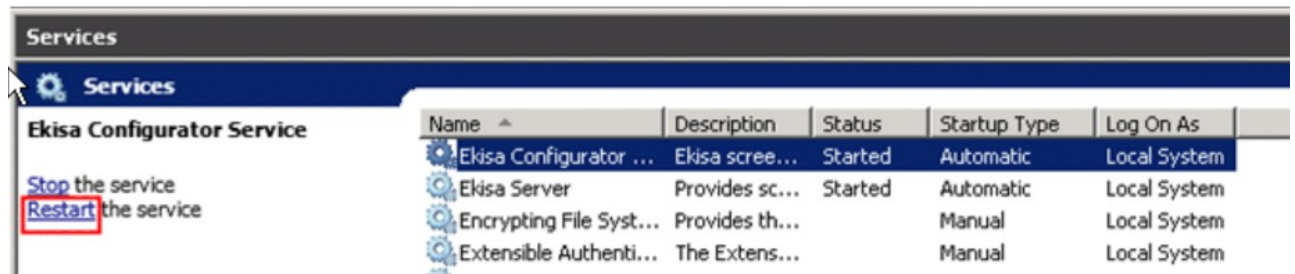 Services
Services
Ekisa Configurator Service
Stop the service
Restart the service
Name Description Status Startup Type Log On As
Ekisa Configurator ... Ekisa scree... Started Automatic Local System
Ekisa Server Provides sc... Started Automatic Local System
Encrypting File Syst... Provides th... Manual Local System
Extensible Authenti... The Extens... Manual Local System